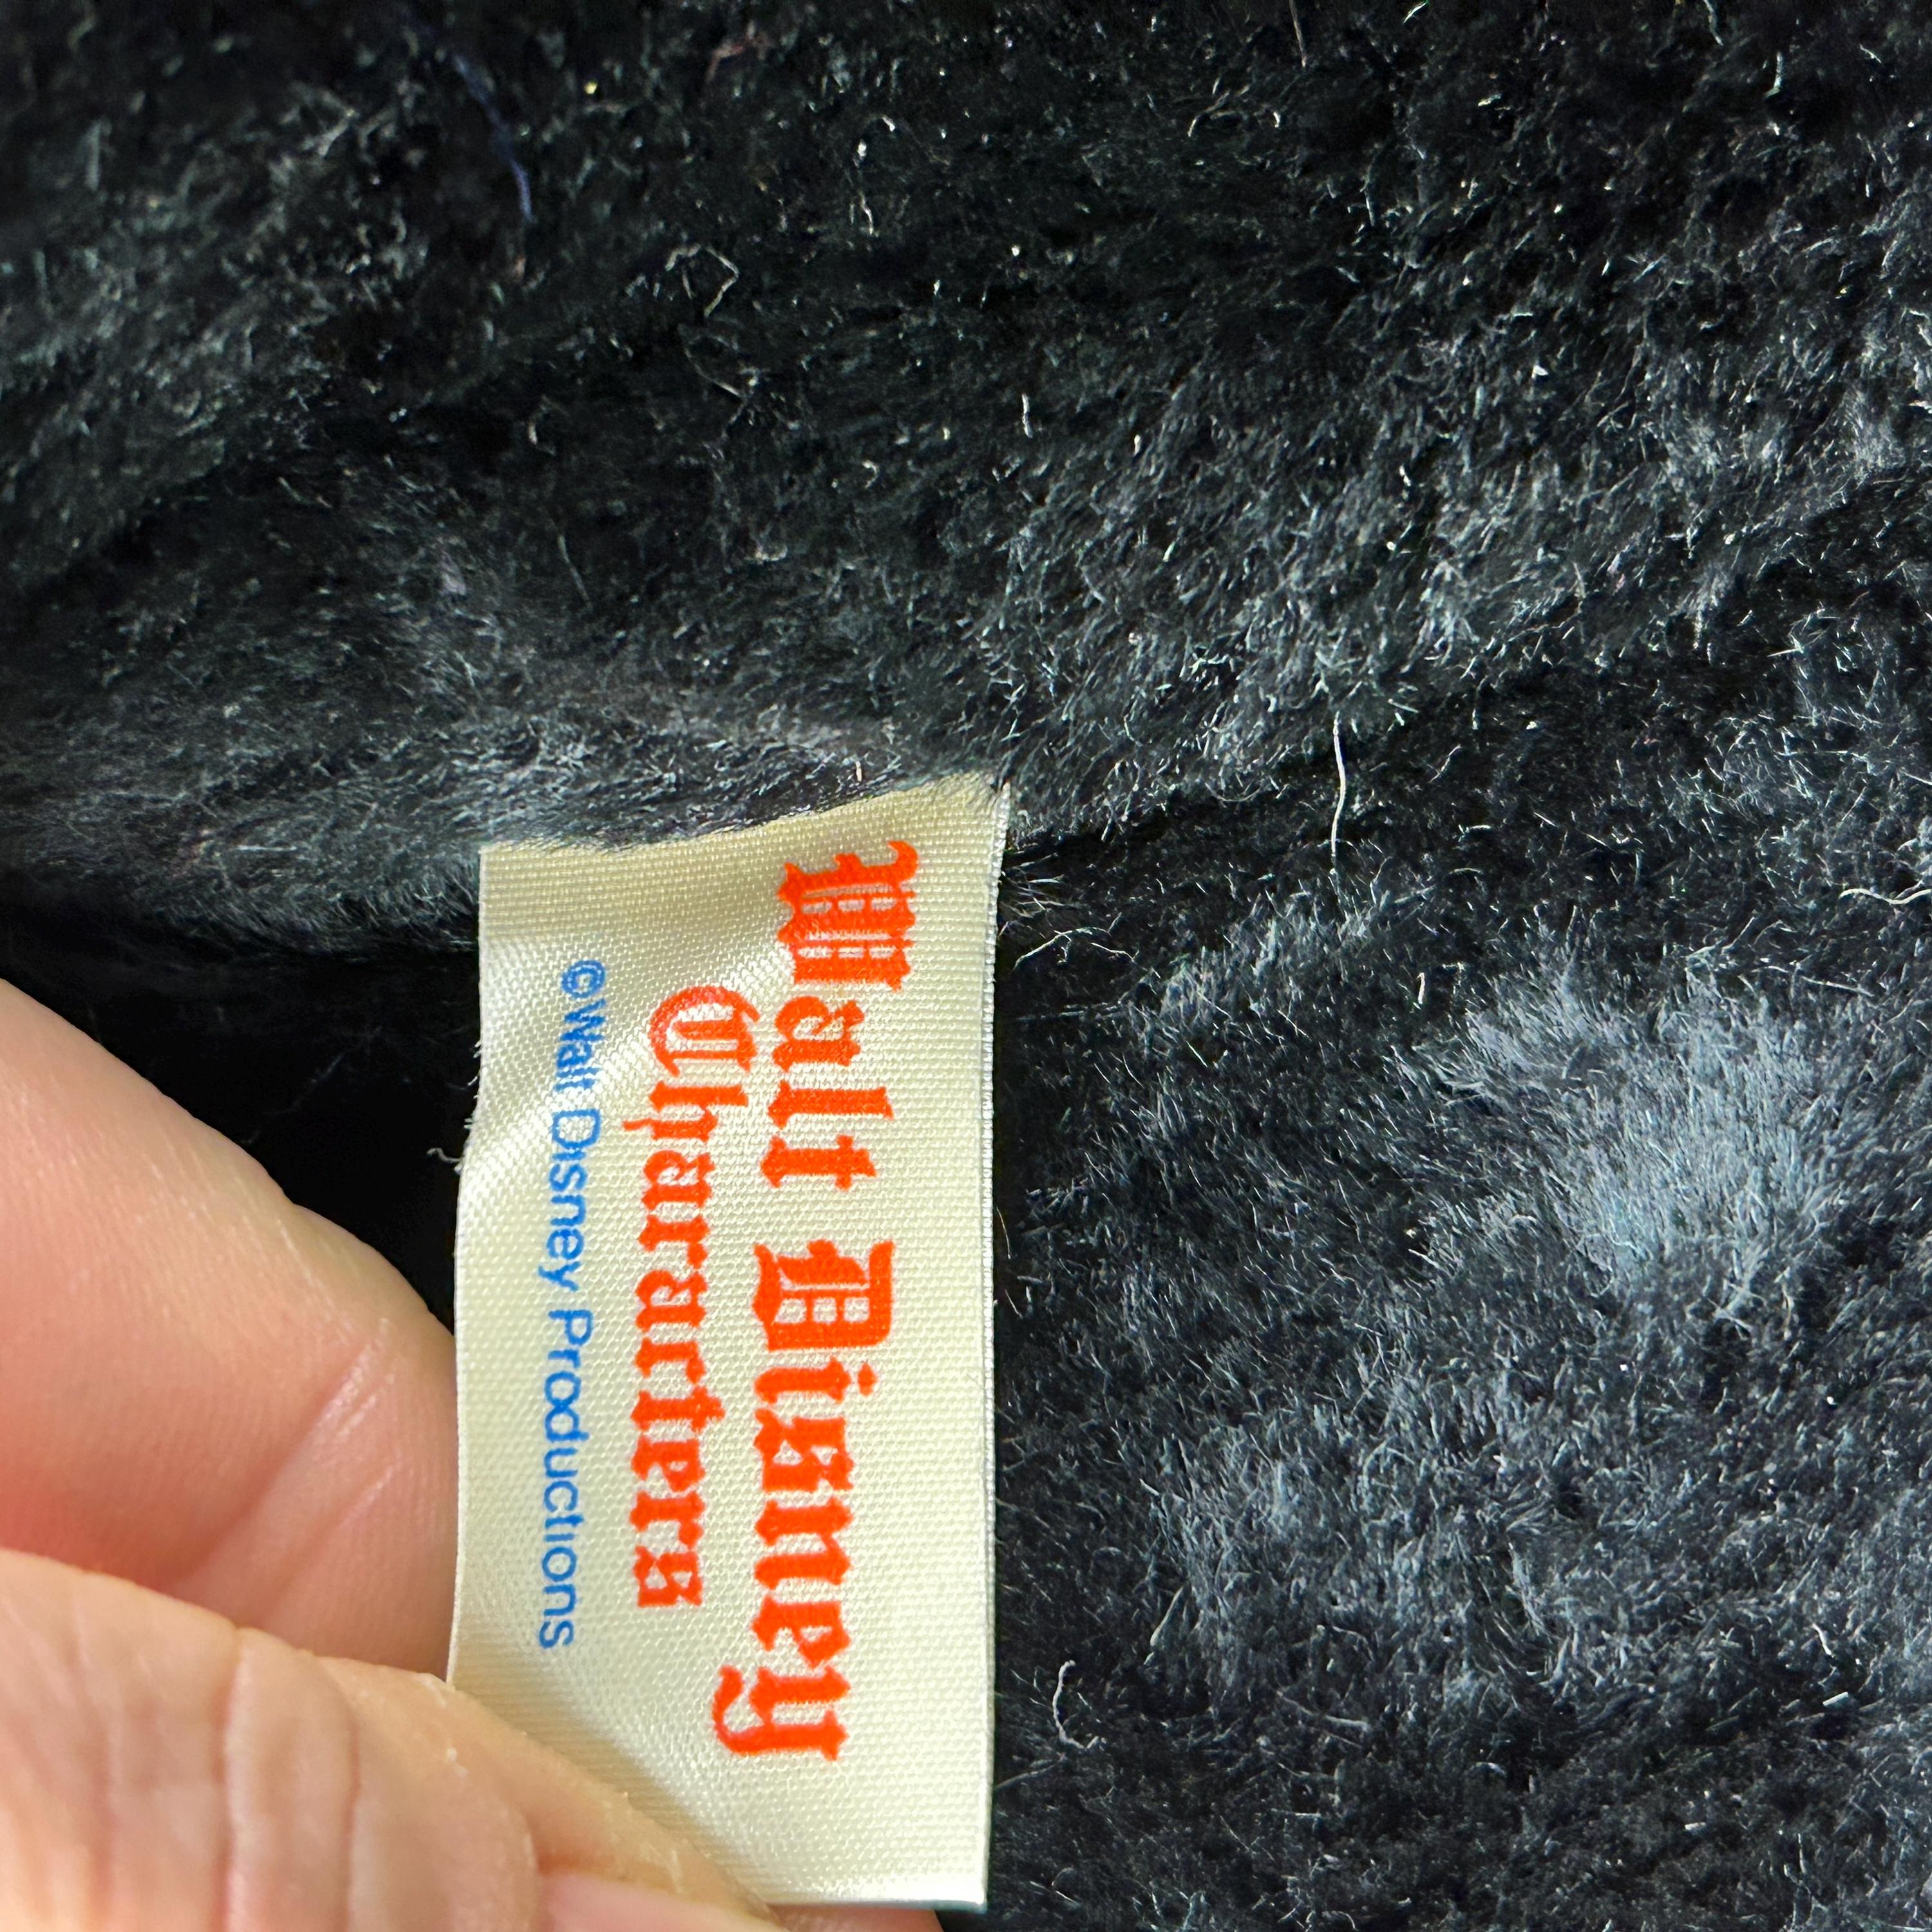 Walt Disney
Characters
©Walt Disney Productions